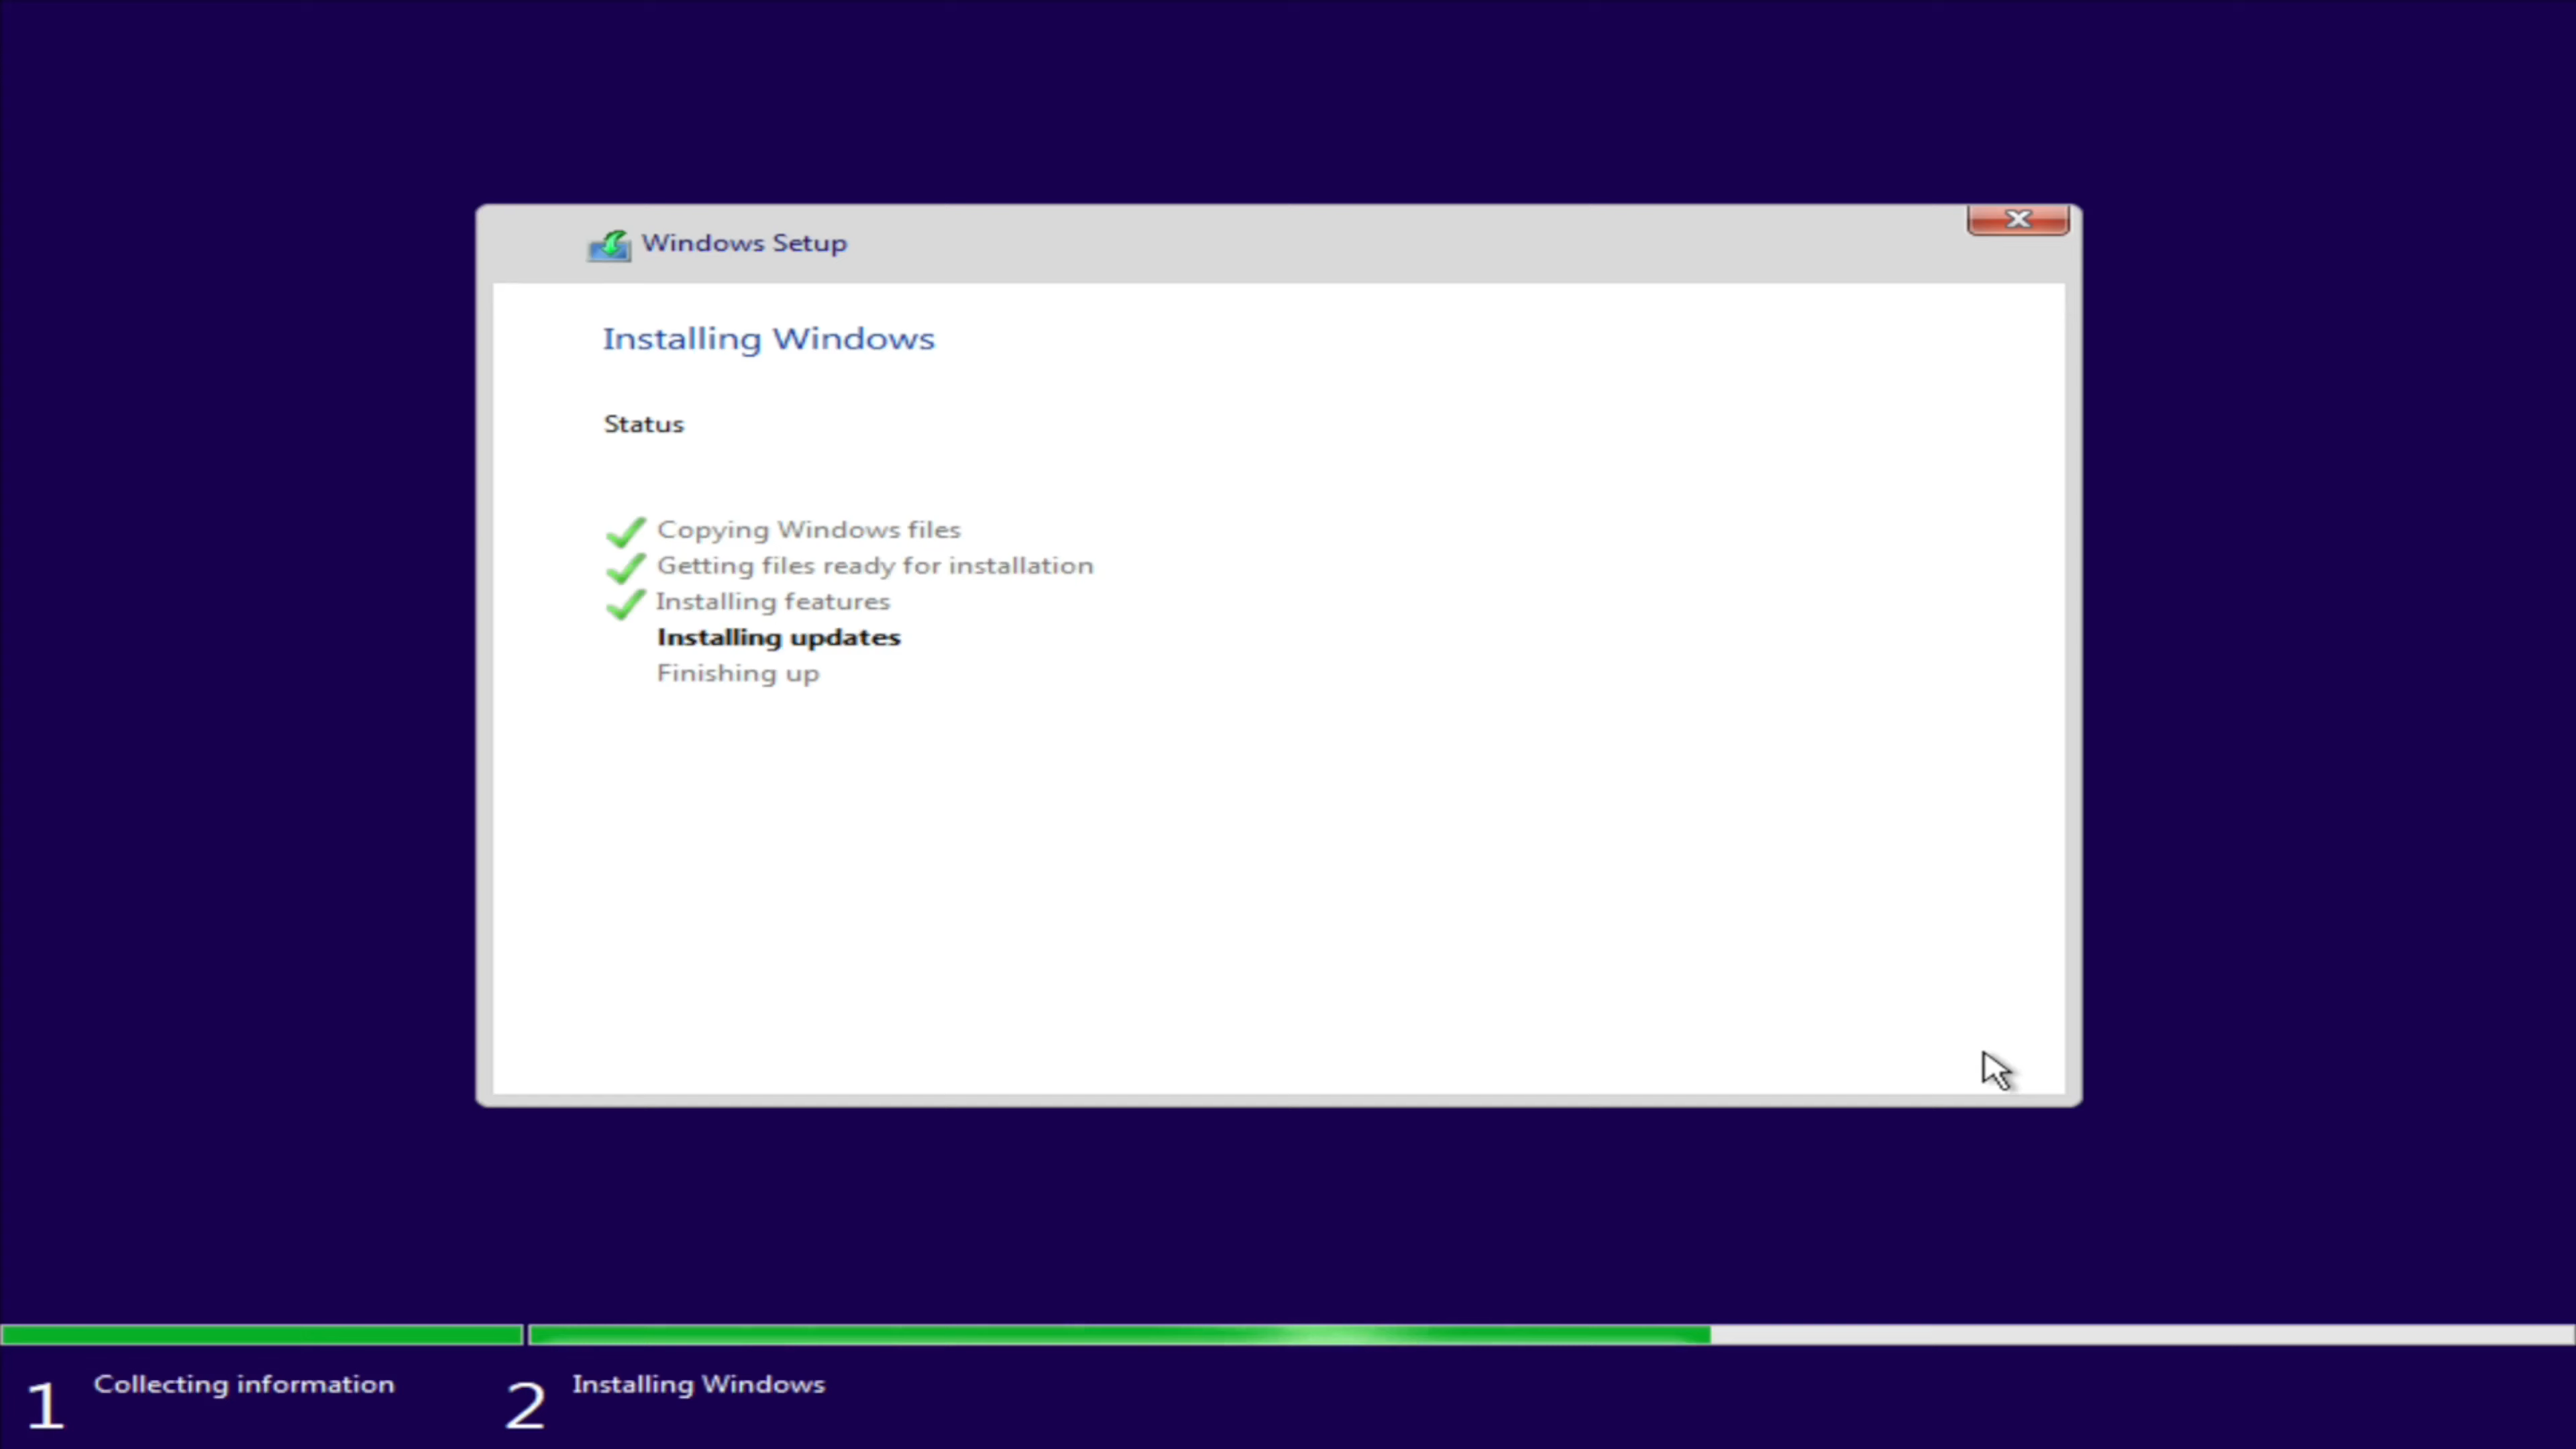 Windows Setup
Installing Windows
Status
Copying Windows files
Getting files ready for installation
Installing features
Installing updates
Finishing up
1 Collecting information
2 Installing Windows